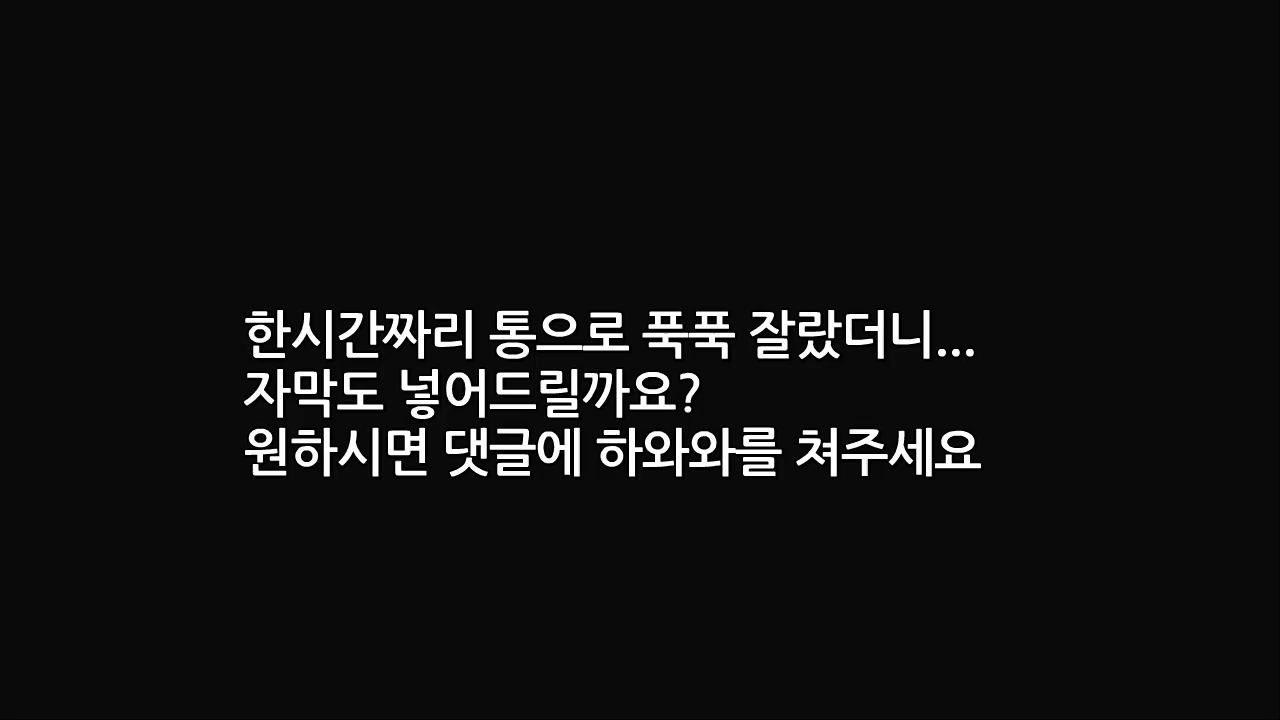 한시간짜리 통으로 푹푹 잘랐더니...
자막도 넣어드릴까요?
원하시면 댓글에 하와와를 쳐주세요